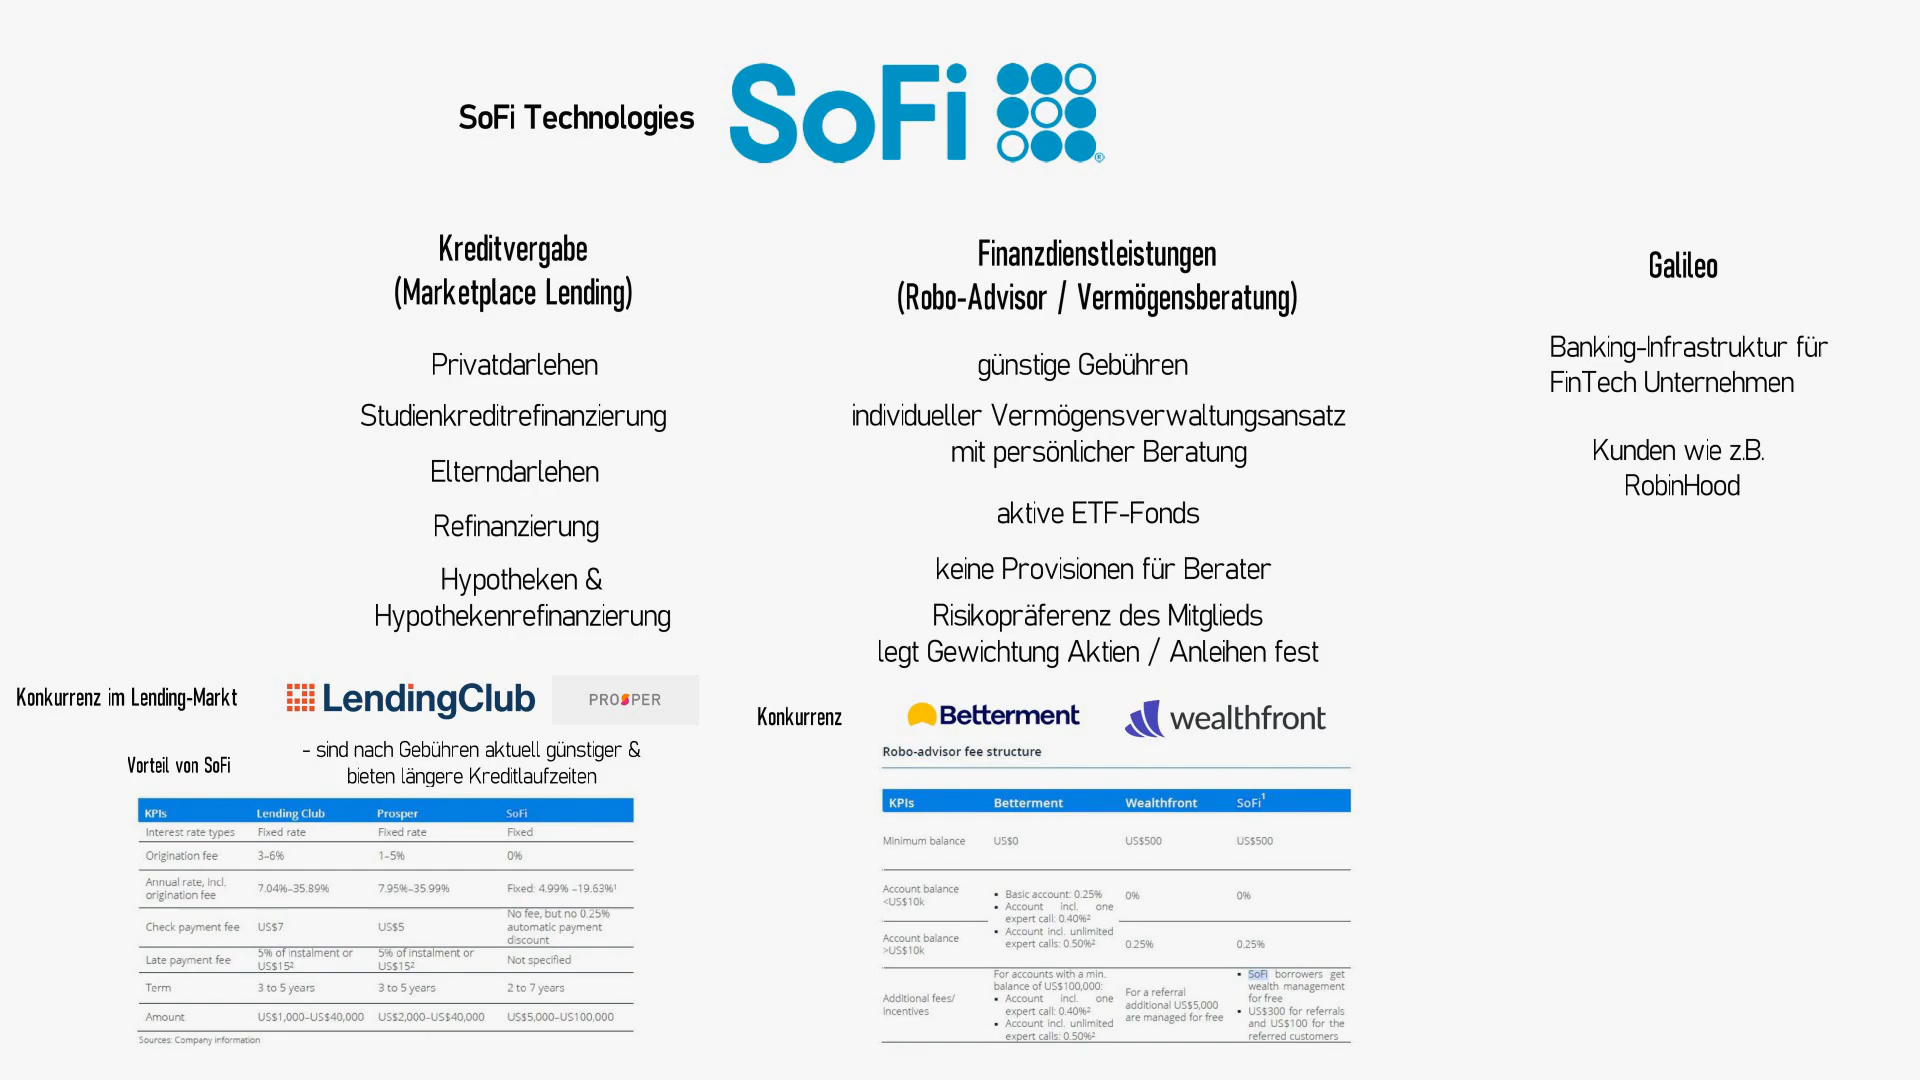 SoFi Technologies
SoFi
Kreditvergabe
(Marketplace Lending)
Privatdarlehen
Studienkreditrefinanzierung
Elterndarlehen
Refinanzierung
Hypotheken &
Hypothekenrefinanzierung
Finanzdienstleistungen
(Robo-Advisor / Vermögensberatung)
günstige Gebühren
individueller Vermögensverwaltungsansatz
mit persönlicher Beratung
aktive ETF-Fonds
keine Provisionen für Berater
Risikopräferenz des Mitglieds
legt Gewichtung Aktien / Anleihen fest
Galileo
Banking-Infrastruktur für
FinTech Unternehmen
Kunden wie z.B.
RobinHood
Konkurrenz im Lending-Markt
LendingClub
PROSPER
Vorteil von SoFi
- sind nach Gebühren aktuell günstiger &
bieten längere Kreditlaufzeiten
KPIs Lending Club Prosper SoFi
Interest rate types Fixed rate Fixed rate Fixed
Origination fee 3–6% 1–5% 0%
Annual rate, incl.
origination fee 7.04%–35.89% 7.95%–35.99% Fixed: 4.99% –19.63%¹
Check payment fee US$7 US$5 No fee, but no 0.25%
automatic payment
discount
Late payment fee 5% of instalment or
US$15² 5% of instalment or
US$15² Not specified
Term 3 to 5 years 3 to 5 years 2 to 7 years
Amount US$1,000–US$40,000 US$2,000–US$40,000 US$5,000–US100,000
Sources: Company information
Konkurrenz
Betterment
wealthfront
Robo-advisor fee structure
KPIs Betterment Wealthfront SoFi¹
Minimum balance US$0 US$500 US$500
Account balance
<US$10k
▪ Basic account: 0.25%
▪ Account incl. one
expert call: 0.40%²
▪ Account incl. unlimited
expert calls: 0.50%²
0% 0%
Account balance
>US$10k
0.25% 0.25%
Additional fees/
incentives
For accounts with a min.
balance of US$100,000:
▪ Account incl. one
expert call: 0.40%²
▪ Account incl. unlimited
expert calls: 0.50%²
For a referral
additional US$5,000
are managed for free
▪ SoFi borrowers get
wealth management
for free
▪ US$300 for referrals
and US$100 for the
referred customers